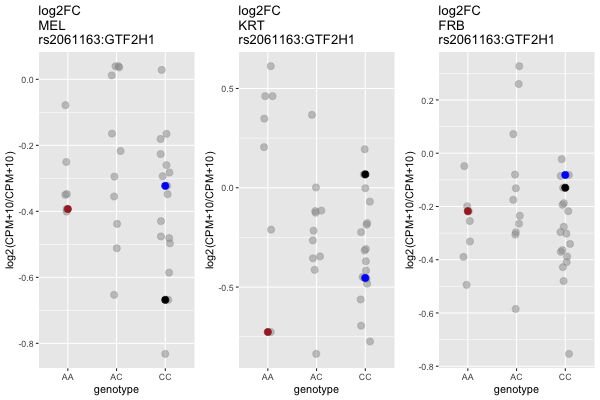 log2FC
MEL
rs2061163:GTF2H1
log2(CPM+10/CPM+10)
0.0
-0.2
-0.4
-0.6
-0.8
AA AC CC
genotype
log2FC
KRT
rs2061163:GTF2H1
log2(CPM+10/CPM+10)
0.5
0.0
-0.5
AA AC CC
genotype
log2FC
FRB
rs2061163:GTF2H1
log2(CPM+10/CPM+10)
0.2
0.0
-0.2
-0.4
-0.6
-0.8
AA AC CC
genotype